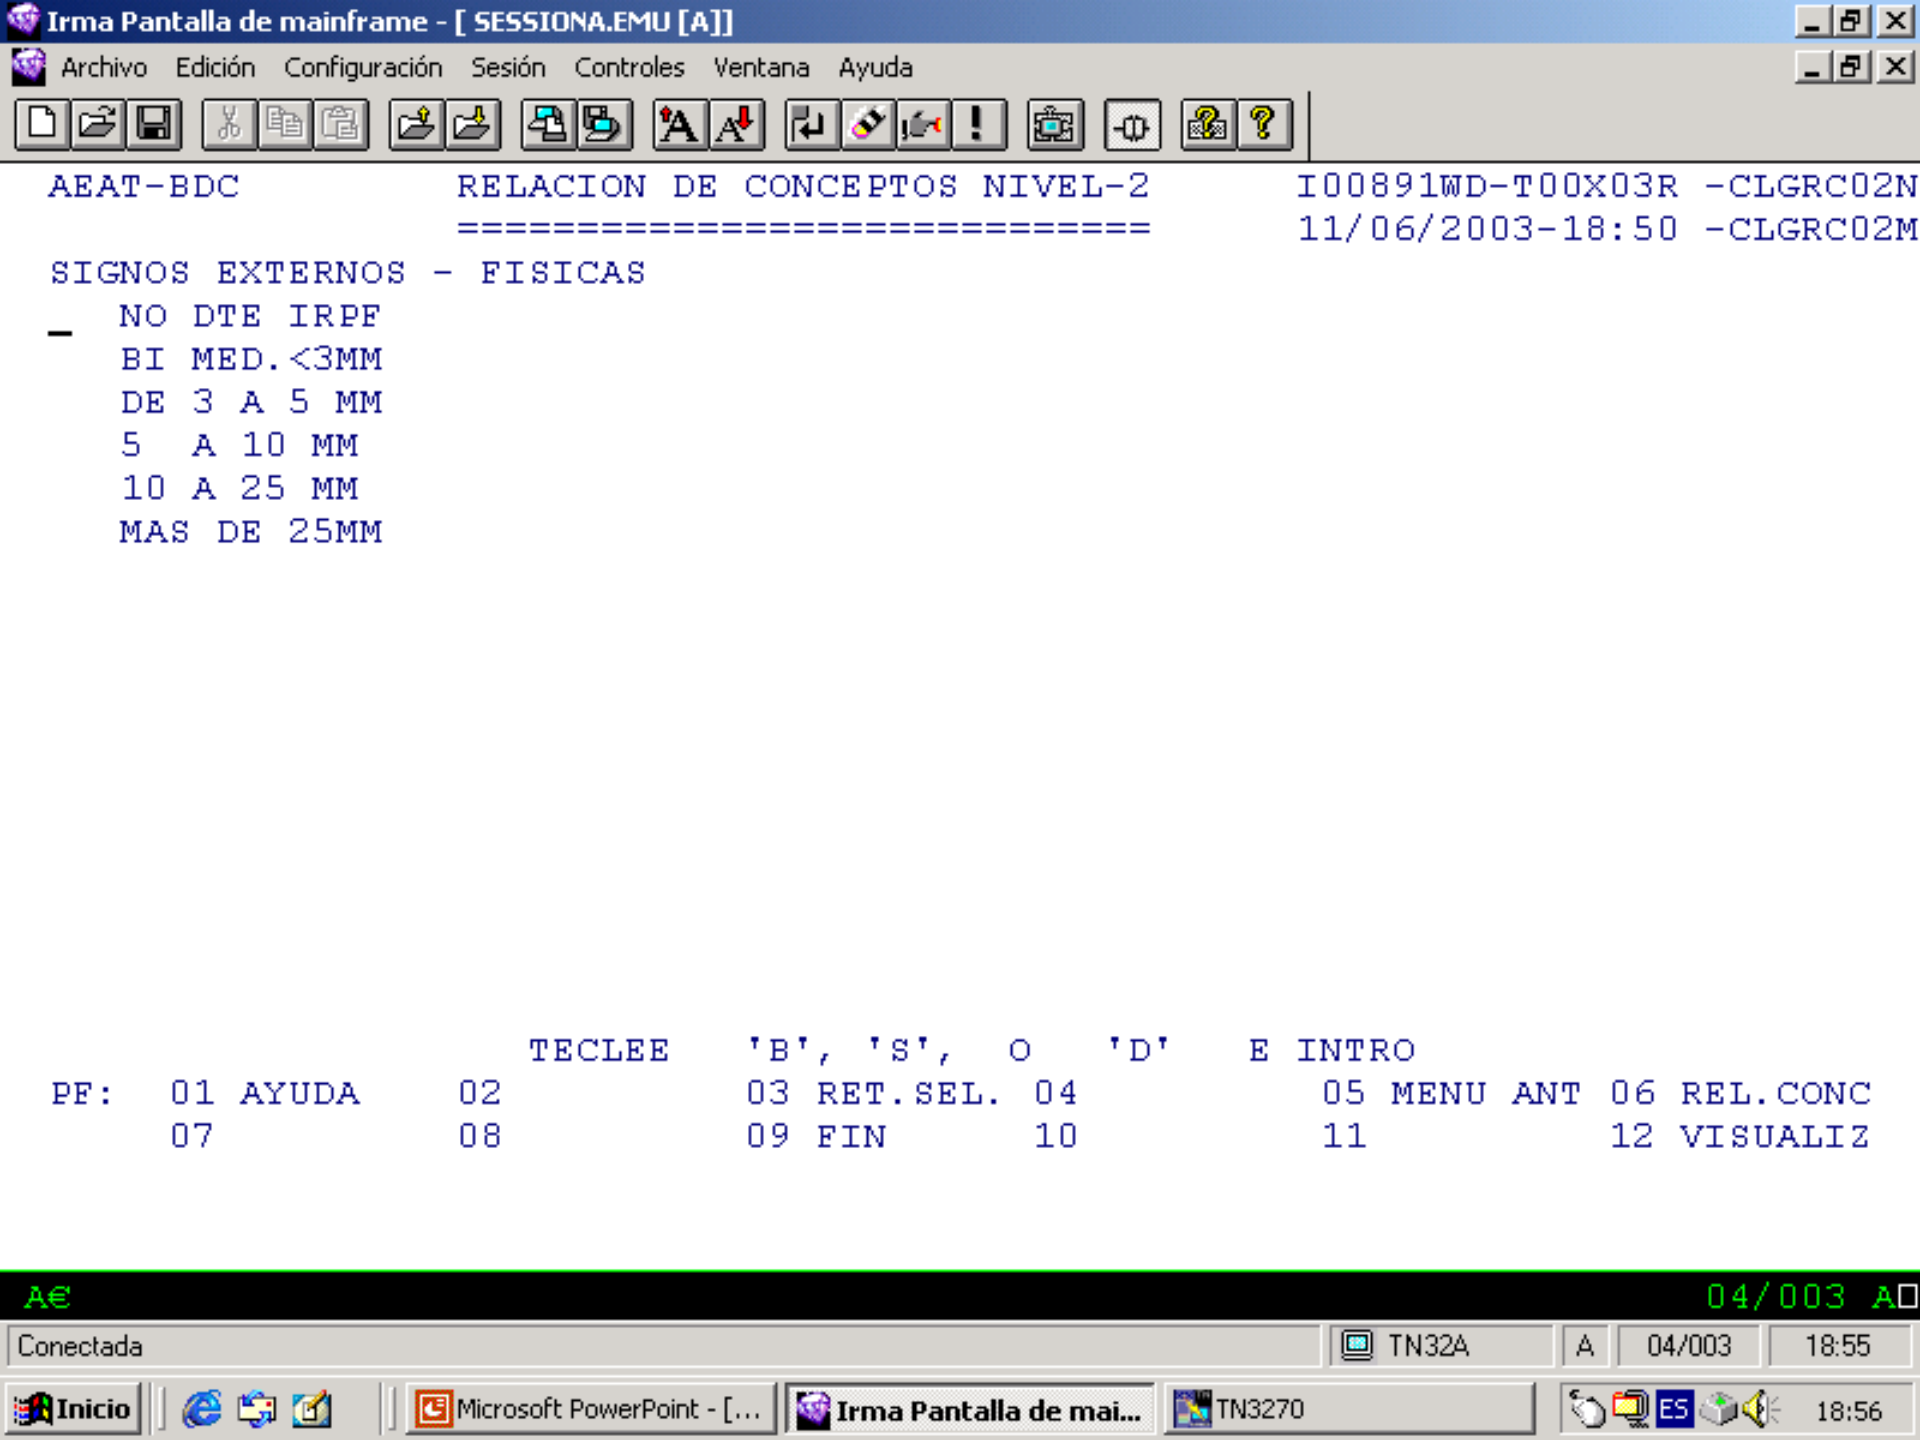 Irma Pantalla de mainframe - [ SESSIONA.EMU [A]]
Archivo Edición Configuración Sesión Controles Ventana Ayuda
AEAT-BDC RELACION DE CONCEPTOS NIVEL-2 I00891WD-T00X03R -CLGRC02N
============================= 11/06/2003-18:50 -CLGRC02M
SIGNOS EXTERNOS - FISICAS
_ NO DTE IRPF
BI MED.<3MM
DE 3 A 5 MM
5 A 10 MM
10 A 25 MM
MAS DE 25MM
TECLEE 'B', 'S', O 'D' E INTRO
PF: 01 AYUDA 02 03 RET.SEL. 04 05 MENU ANT 06 REL.CONC
07 08 09 FIN 10 11 12 VISUALIZ
A€ 04/003 A
Conectada TN32A A 04/003 18:55
Inicio Microsoft PowerPoint - [... Irma Pantalla de mai... TN3270 ES 18:56